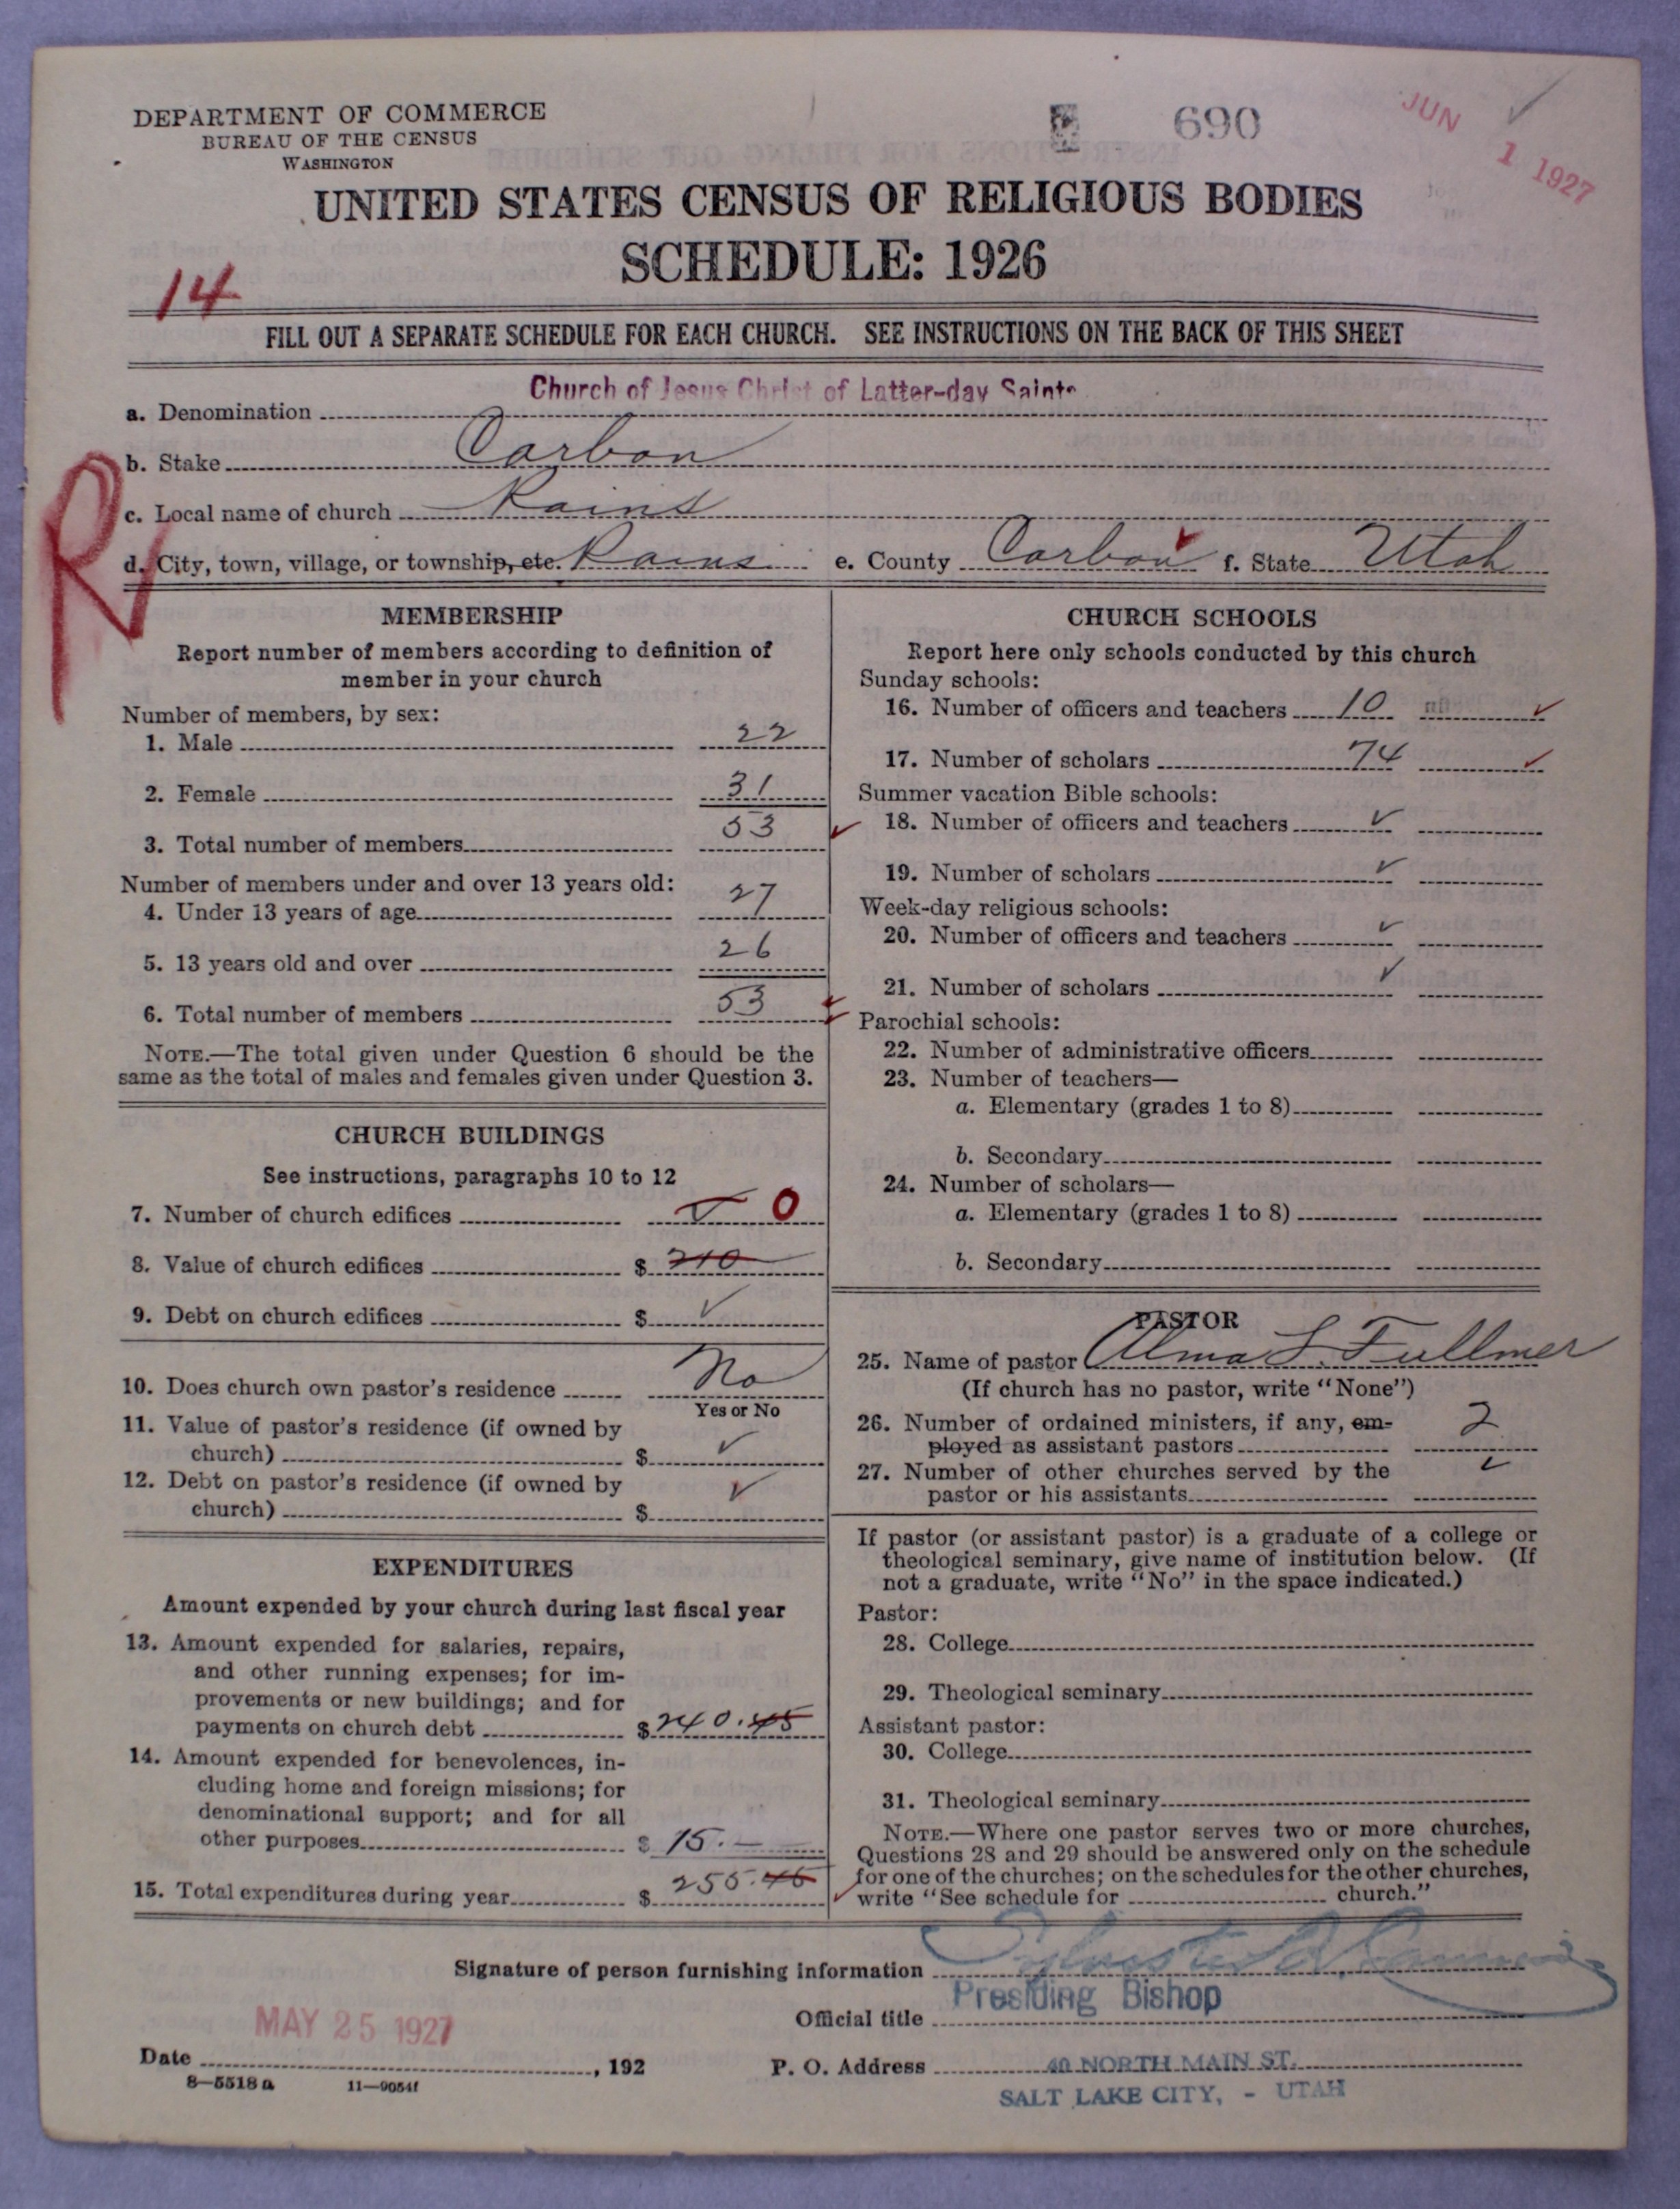 DEPARTMENT OF COMMERCE
BUREAU OF THE CENSUS
WASHINGTON
690
JUN 1 1927
UNITED STATES CENSUS OF RELIGIOUS BODIES
SCHEDULE: 1926
14
FILL OUT A SEPARATE SCHEDULE FOR EACH CHURCH. SEE INSTRUCTIONS ON THE BACK OF THIS SHEET
a. Denomination Church of Jesus Christ of Latter-day Saints
b. Stake Carbon
c. Local name of church Rains
d. City, town, village, or township, etc. Rains e. County Carbon f. State Utah
R
MEMBERSHIP
Report number of members according to definition of
member in your church
Number of members, by sex:
1. Male 22
2. Female 31
3. Total number of members 53
Number of members under and over 13 years old:
4. Under 13 years of age 27
5. 13 years old and over 26
6. Total number of members 53
NOTE.—The total given under Question 6 should be the
same as the total of males and females given under Question 3.
CHURCH BUILDINGS
See instructions, paragraphs 10 to 12
7. Number of church edifices 0
8. Value of church edifices $ 210
9. Debt on church edifices $ ✓
10. Does church own pastor's residence No
Yes or No
11. Value of pastor's residence (if owned by
church) $ ✓
12. Debt on pastor's residence (if owned by
church) $ ✓
EXPENDITURES
Amount expended by your church during last fiscal year
13. Amount expended for salaries, repairs,
and other running expenses; for im-
provements or new buildings; and for
payments on church debt $ 240.45
14. Amount expended for benevolences, in-
cluding home and foreign missions; for
denominational support; and for all
other purposes $ 15.—
15. Total expenditures during year $ 255.45
CHURCH SCHOOLS
Report here only schools conducted by this church
Sunday schools:
16. Number of officers and teachers 10 ✓
17. Number of scholars 74 ✓
Summer vacation Bible schools:
18. Number of officers and teachers ✓
19. Number of scholars ✓
Week-day religious schools:
20. Number of officers and teachers ✓
21. Number of scholars ✓
Parochial schools:
22. Number of administrative officers
23. Number of teachers—
a. Elementary (grades 1 to 8)
b. Secondary
24. Number of scholars—
a. Elementary (grades 1 to 8)
b. Secondary
PASTOR
25. Name of pastor Alma L. Fullmer
(If church has no pastor, write "None")
26. Number of ordained ministers, if any, em-
ployed as assistant pastors 2
27. Number of other churches served by the
pastor or his assistants ✓
If pastor (or assistant pastor) is a graduate of a college or
theological seminary, give name of institution below. (If
not a graduate, write "No" in the space indicated.)
Pastor:
28. College
29. Theological seminary
Assistant pastor:
30. College
31. Theological seminary
NOTE.—Where one pastor serves two or more churches,
Questions 28 and 29 should be answered only on the schedule
for one of the churches; on the schedules for the other churches,
write "See schedule for church."
Signature of person furnishing information Sylvester Q. Cannon
Official title Presiding Bishop
MAY 25 1927
Date , 192
P. O. Address 40 NORTH MAIN ST.
SALT LAKE CITY, - UTAH
8—5518 a 11—9054f